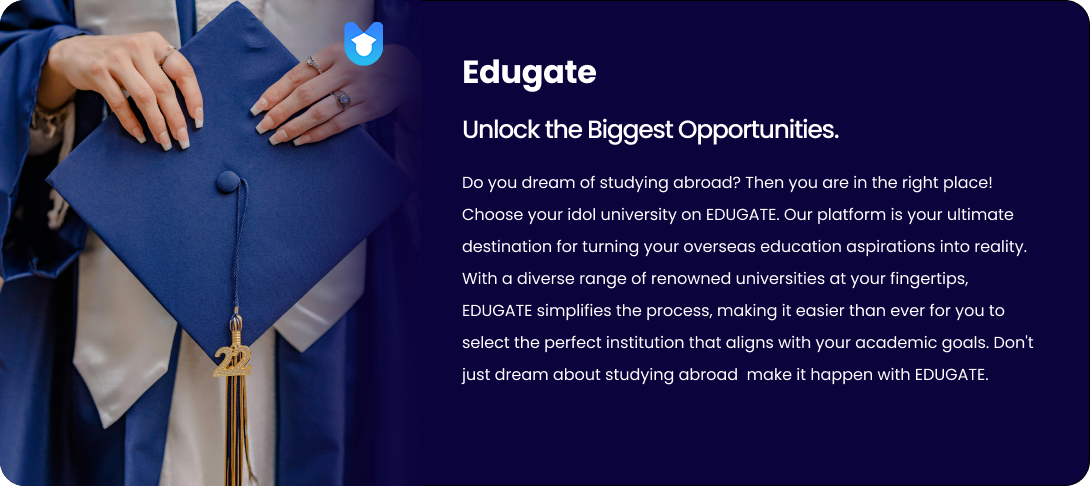 Edugate
Unlock the Biggest Opportunities.
Do you dream of studying abroad? Then you are in the right place!
Choose your idol university on EDUGATE. Our platform is your ultimate
destination for turning your overseas education aspirations into reality.
With a diverse range of renowned universities at your fingertips,
EDUGATE simplifies the process, making it easier than ever for you to
select the perfect institution that aligns with your academic goals. Don't
just dream about studying abroad  make it happen with EDUGATE.
22